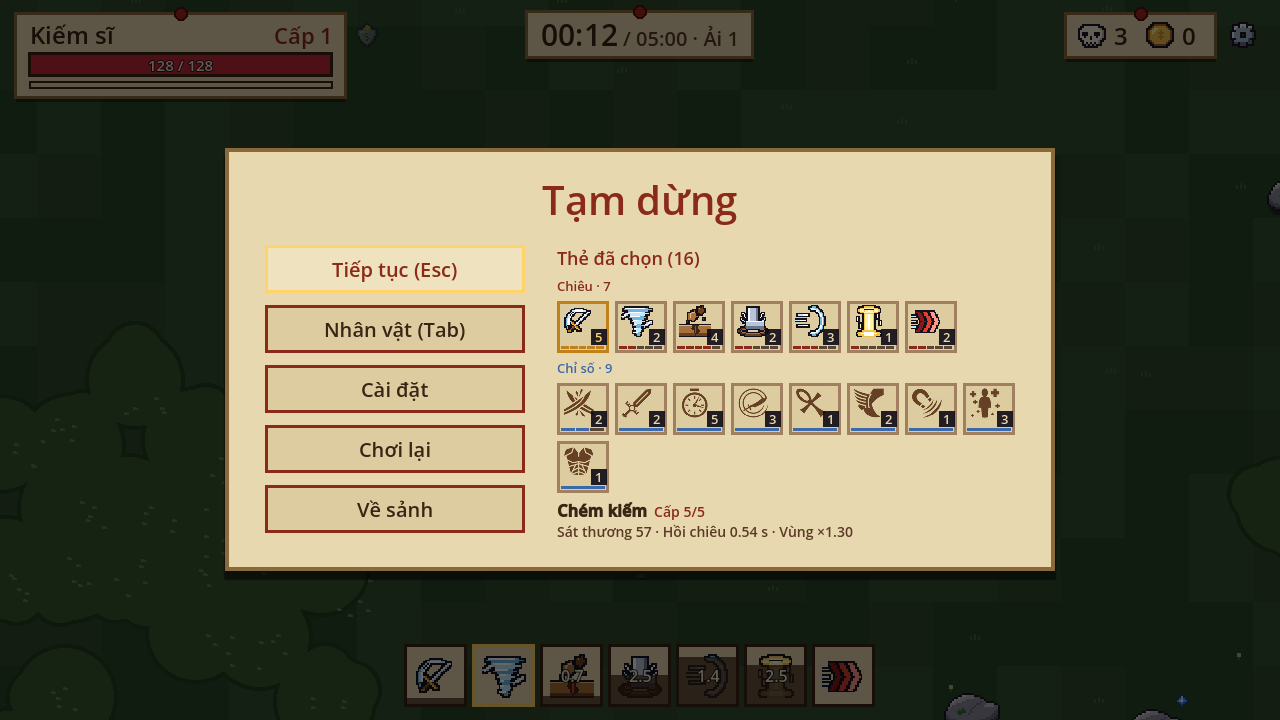 Kiếm sĩ Cấp 1
128 / 128
00:12 / 05:00 · Ải 1
3 0
Tạm dừng
Tiếp tục (Esc)
Nhân vật (Tab)
Cài đặt
Chơi lại
Về sảnh
Thẻ đã chọn (16)
Chiêu · 7
5 2 4 2 3 1 2
Chỉ số · 9
2 2 5 3 1 2 1 3
1
Chém kiếm Cấp 5/5
Sát thương 57 · Hồi chiêu 0.54 s · Vùng ×1.30
0.7 2.5 1.4 2.5